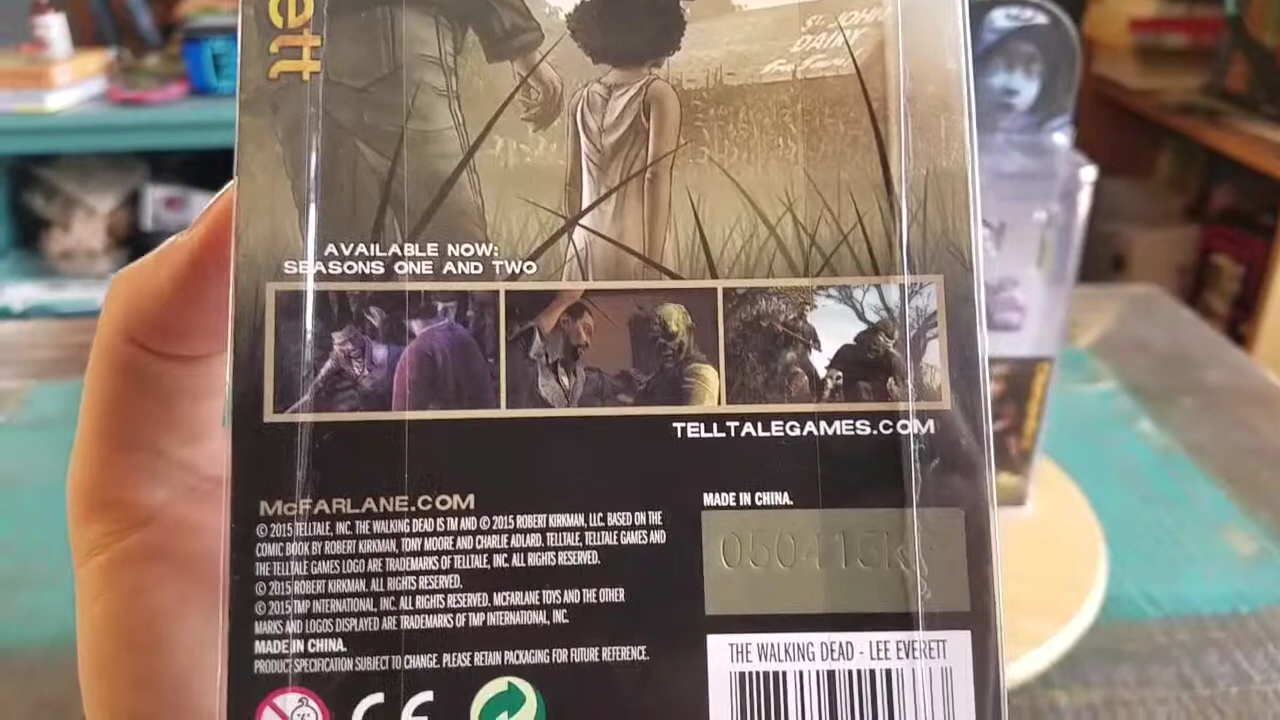 ett
ST. JOHN
DAIRY
AVAILABLE NOW:
SEASONS ONE AND TWO
TELLTALEGAMES.COM
McFARLANE.COM
© 2015 TELLTALE, INC. THE WALKING DEAD IS TM AND © 2015 ROBERT KIRKMAN, LLC. BASED ON THE
COMIC BOOK BY ROBERT KIRKMAN, TONY MOORE AND CHARLIE ADLARD. TELLTALE, TELLTALE GAMES AND
THE TELLTALE GAMES LOGO ARE TRADEMARKS OF TELLTALE, INC. ALL RIGHTS RESERVED.
© 2015 ROBERT KIRKMAN. ALL RIGHTS RESERVED.
© 2015 TMP INTERNATIONAL, INC. ALL RIGHTS RESERVED. MCFARLANE TOYS AND THE OTHER
MARKS AND LOGOS DISPLAYED ARE TRADEMARKS OF TMP INTERNATIONAL, INC.
MADE IN CHINA.
PRODUCT SPECIFICATION SUBJECT TO CHANGE. PLEASE RETAIN PACKAGING FOR FUTURE REFERENCE.
CE
MADE IN CHINA.
THE WALKING DEAD - LEE EVERETT